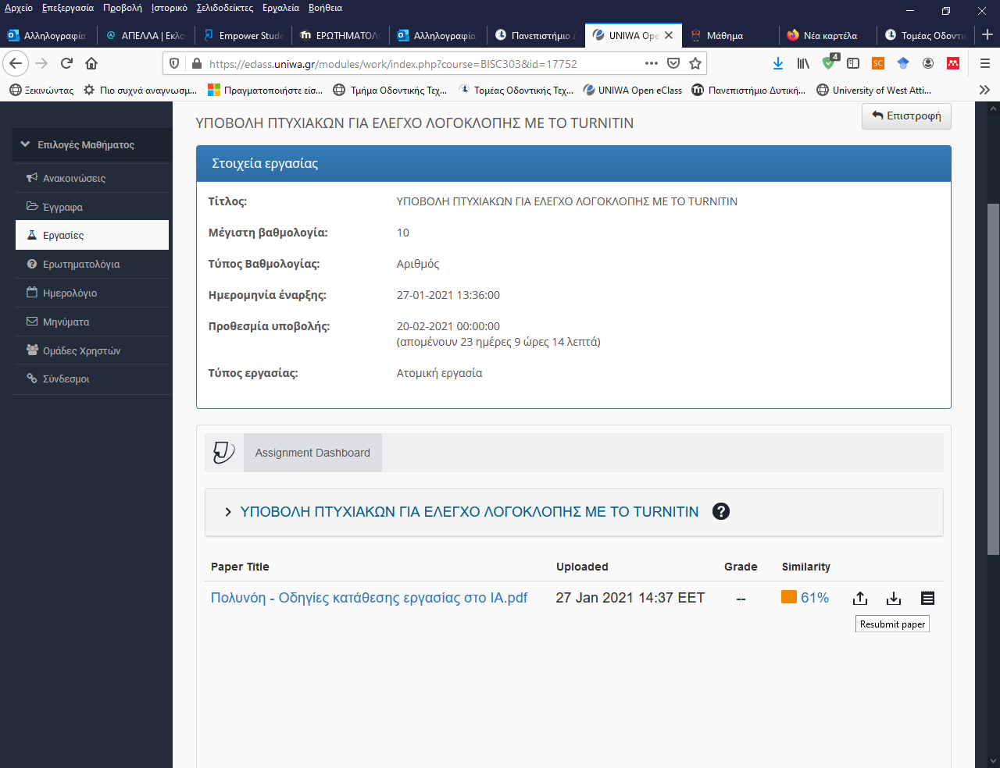 Αρχείο Επεξεργασία Προβολή Ιστορικό Σελιδοδείκτες Εργαλεία Βοήθεια
Αλληλογραφία ΑΠΕΛΛΑ | Εκλο Empower Stude ΕΡΩΤΗΜΑΤΟΛΟ Αλληλογραφία Πανεπιστήμιο Δ UNIWA Ope Μάθημα Νέα καρτέλα Τομέας Οδοντι
https://eclass.uniwa.gr/modules/work/index.php?course=BISC303&id=17752
4
SC
Ξεκινώντας Πιο συχνά αναγνωσμ... Πραγματοποιήστε είσ... Τμήμα Οδοντικής Τεχ... Τομέας Οδοντικής Τεχ... UNIWA Open eClass Πανεπιστήμιο Δυτική... University of West Atti...
ΥΠΟΒΟΛΗ ΠΤΥΧΙΑΚΩΝ ΓΙΑ ΕΛΕΓΧΟ ΛΟΓΟΚΛΟΠΗΣ ΜΕ ΤΟ TURNITIN
Επιστροφή
Επιλογές Μαθήματος
Ανακοινώσεις
Έγγραφα
Εργασίες
Ερωτηματολόγια
Ημερολόγιο
Μηνύματα
Ομάδες Χρηστών
Σύνδεσμοι
Στοιχεία εργασίας
Τίτλος: ΥΠΟΒΟΛΗ ΠΤΥΧΙΑΚΩΝ ΓΙΑ ΕΛΕΓΧΟ ΛΟΓΟΚΛΟΠΗΣ ΜΕ ΤΟ TURNITIN
Μέγιστη βαθμολογία: 10
Τύπος Βαθμολογίας: Αριθμός
Ημερομηνία έναρξης: 27-01-2021 13:36:00
Προθεσμία υποβολής: 20-02-2021 00:00:00
(απομένουν 23 ημέρες 9 ώρες 14 λεπτά)
Τύπος εργασίας: Ατομική εργασία
Assignment Dashboard
ΥΠΟΒΟΛΗ ΠΤΥΧΙΑΚΩΝ ΓΙΑ ΕΛΕΓΧΟ ΛΟΓΟΚΛΟΠΗΣ ΜΕ ΤΟ TURNITIN ?
Paper Title Uploaded Grade Similarity
Πολυνόη - Οδηγίες κατάθεσης εργασίας στο ΙΑ.pdf 27 Jan 2021 14:37 EET -- 61%
Resubmit paper